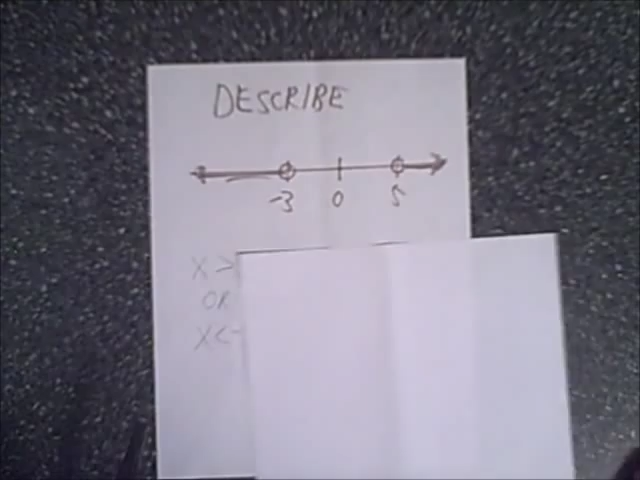 DESCRIBE
-3 0 5
X >
OR
X < -